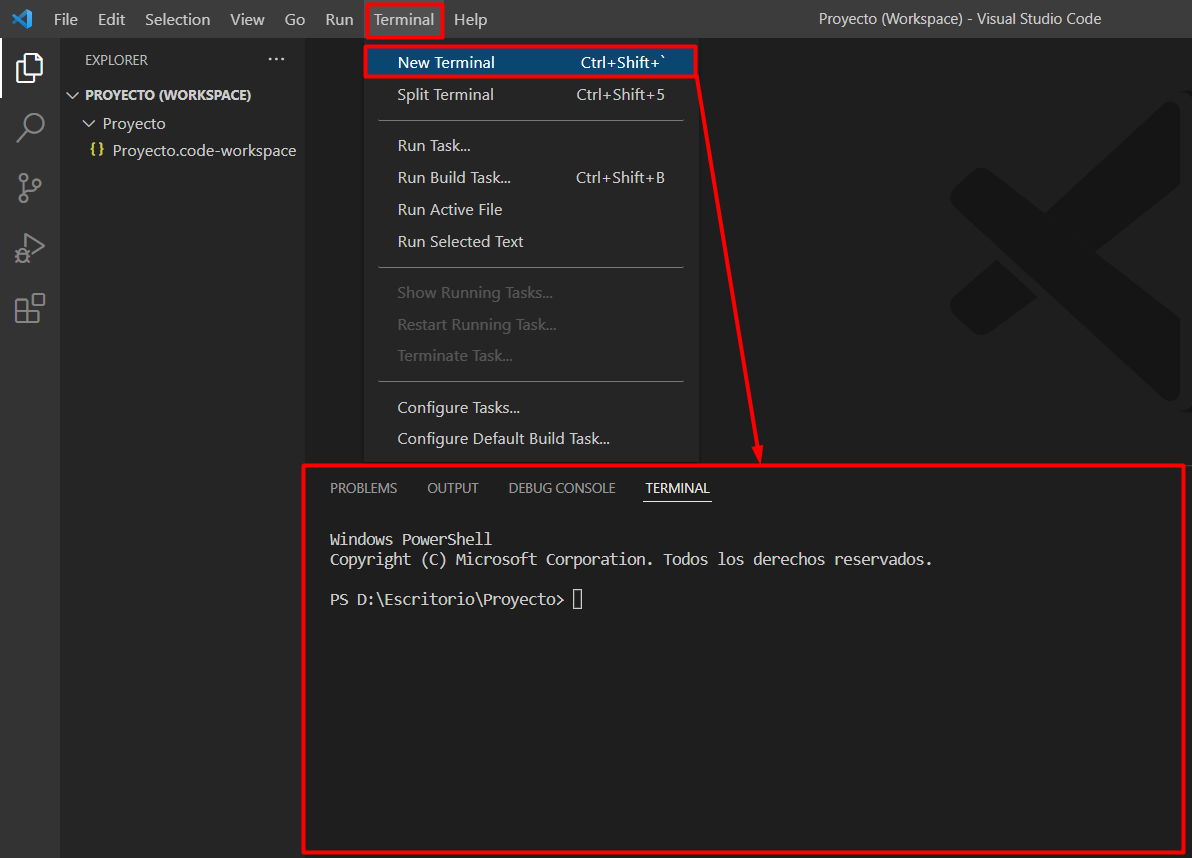 File Edit Selection View Go Run Terminal Help Proyecto (Workspace) - Visual Studio Code
EXPLORER ...
PROYECTO (WORKSPACE)
Proyecto
{} Proyecto.code-workspace
New Terminal Ctrl+Shift+`
Split Terminal Ctrl+Shift+5
Run Task...
Run Build Task... Ctrl+Shift+B
Run Active File
Run Selected Text
Show Running Tasks...
Restart Running Task...
Terminate Task...
Configure Tasks...
Configure Default Build Task...
PROBLEMS OUTPUT DEBUG CONSOLE TERMINAL
Windows PowerShell
Copyright (C) Microsoft Corporation. Todos los derechos reservados.
PS D:\Escritorio\Proyecto>